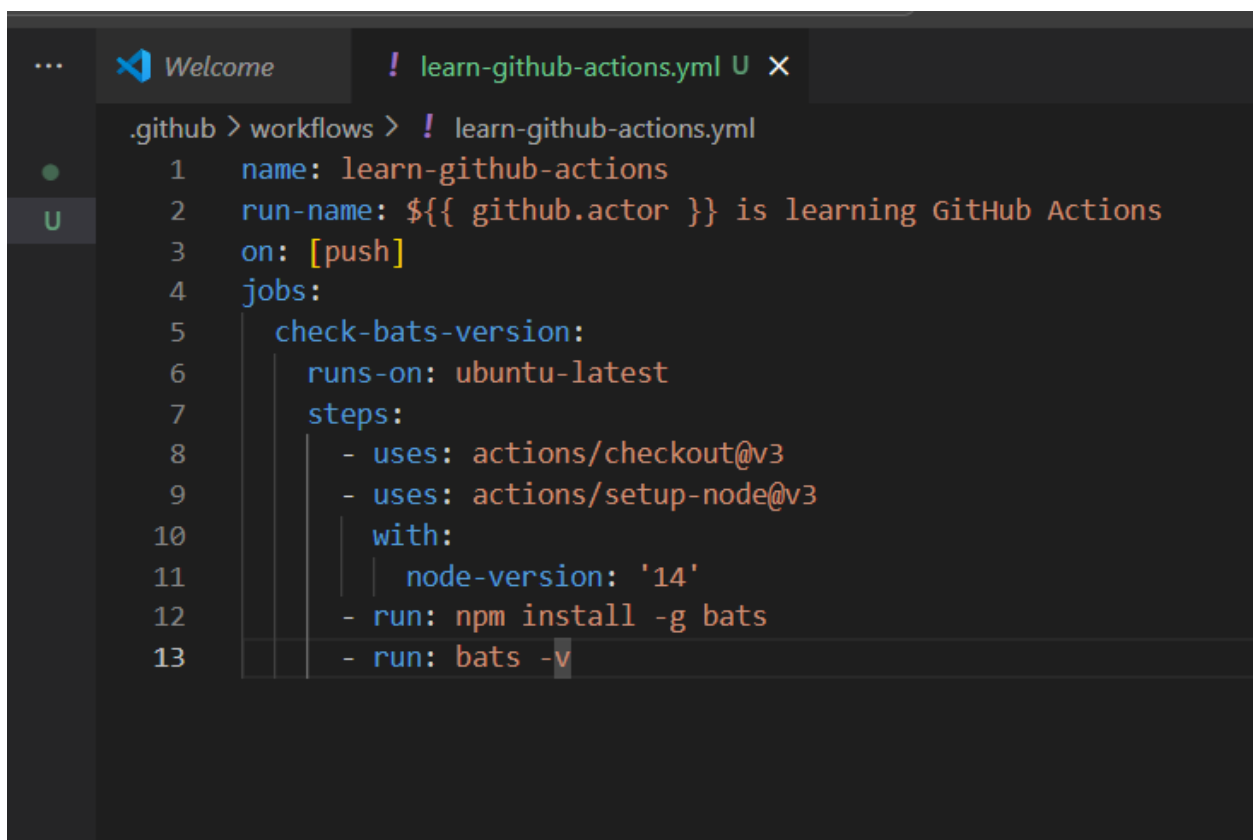 ... Welcome ! learn-github-actions.yml U ×
.github > workflows > ! learn-github-actions.yml
1 name: learn-github-actions
U 2 run-name: ${{ github.actor }} is learning GitHub Actions
3 on: [push]
4 jobs:
5   check-bats-version:
6     runs-on: ubuntu-latest
7     steps:
8       - uses: actions/checkout@v3
9       - uses: actions/setup-node@v3
10         with:
11           node-version: '14'
12       - run: npm install -g bats
13       - run: bats -v